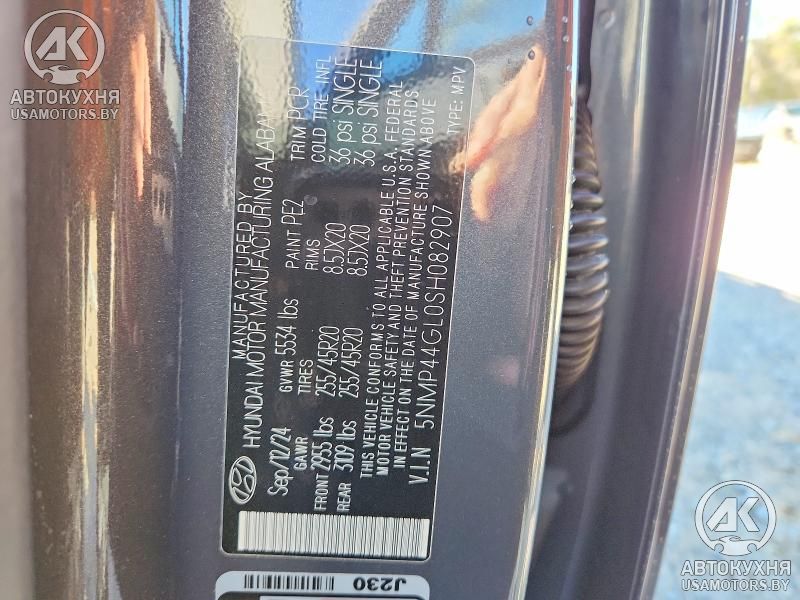 AK
АВТОКУХНЯ
USAMOTORS.BY
MANUFACTURED BY
HYUNDAI MOTOR MANUFACTURING ALABAMA
Sep/12/24 GVWR 5534 lbs PAINT PE2 TRIM DCR
GAWR TIRES RIMS COLD TIRE INFL
FRONT 2955 lbs 255/45R20 8.5JX20 36 psi SINGLE
REAR 3109 lbs 255/45R20 8.5JX20 36 psi SINGLE
THIS VEHICLE CONFORMS TO ALL APPLICABLE U.S.A. FEDERAL
MOTOR VEHICLE SAFETY AND THEFT PREVENTION STANDARDS
IN EFFECT ON THE DATE OF MANUFACTURE SHOWN ABOVE
V.I.N 5NMP44GL0SH082907 TYPE: MPV
J230
AK
АВТОКУХНЯ
USAMOTORS.BY